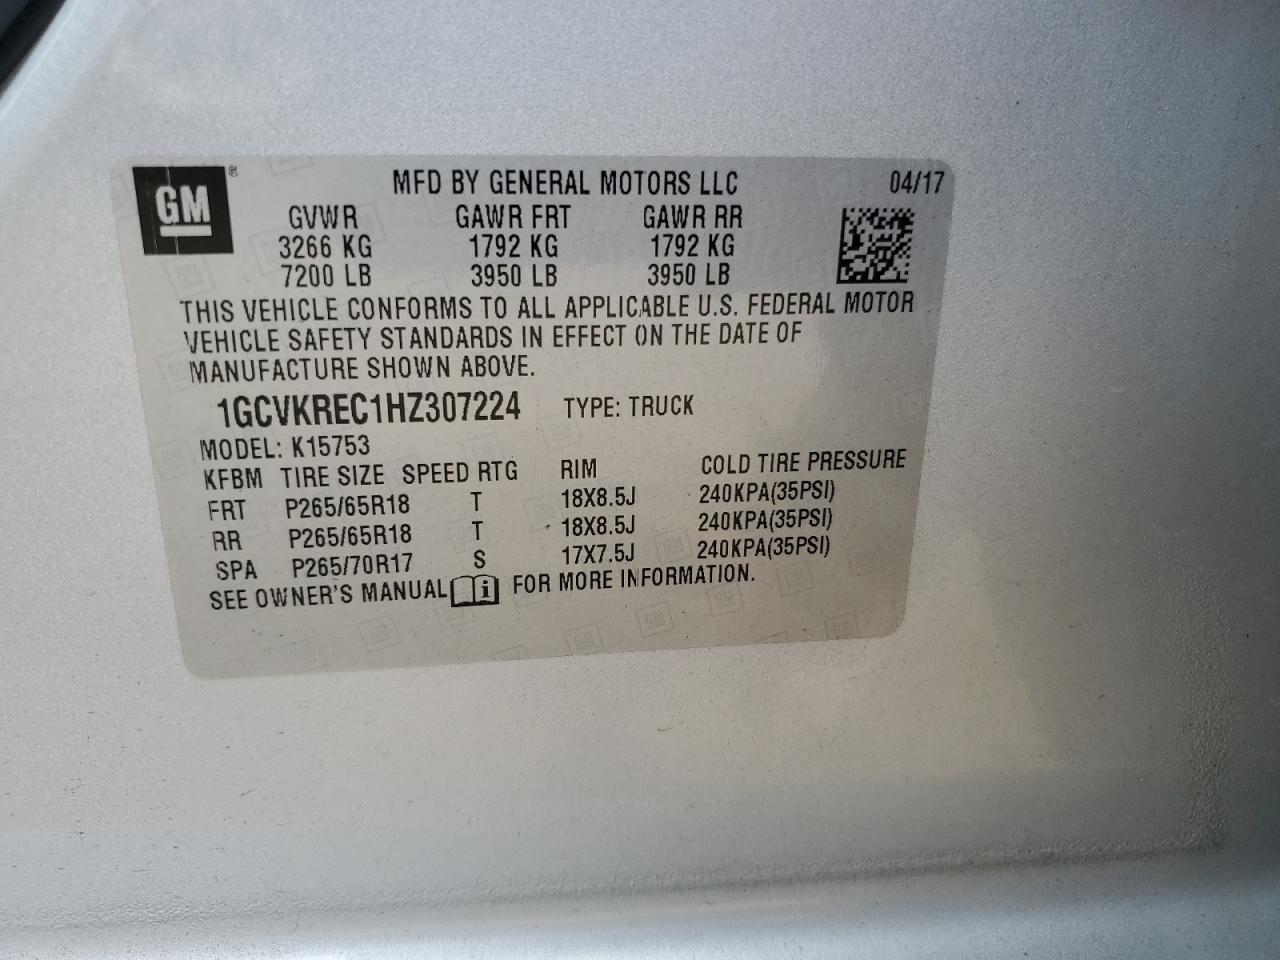 GM ®
MFD BY GENERAL MOTORS LLC 04/17
GVWR GAWR FRT GAWR RR
3266 KG 1792 KG 1792 KG
7200 LB 3950 LB 3950 LB
THIS VEHICLE CONFORMS TO ALL APPLICABLE U.S. FEDERAL MOTOR
VEHICLE SAFETY STANDARDS IN EFFECT ON THE DATE OF
MANUFACTURE SHOWN ABOVE.
1GCVKREC1HZ307224 TYPE: TRUCK
MODEL: K15753
KFBM TIRE SIZE SPEED RTG RIM COLD TIRE PRESSURE
FRT P265/65R18 T 18X8.5J 240KPA(35PSI)
RR P265/65R18 T 18X8.5J 240KPA(35PSI)
SPA P265/70R17 S 17X7.5J 240KPA(35PSI)
SEE OWNER'S MANUAL i FOR MORE INFORMATION.